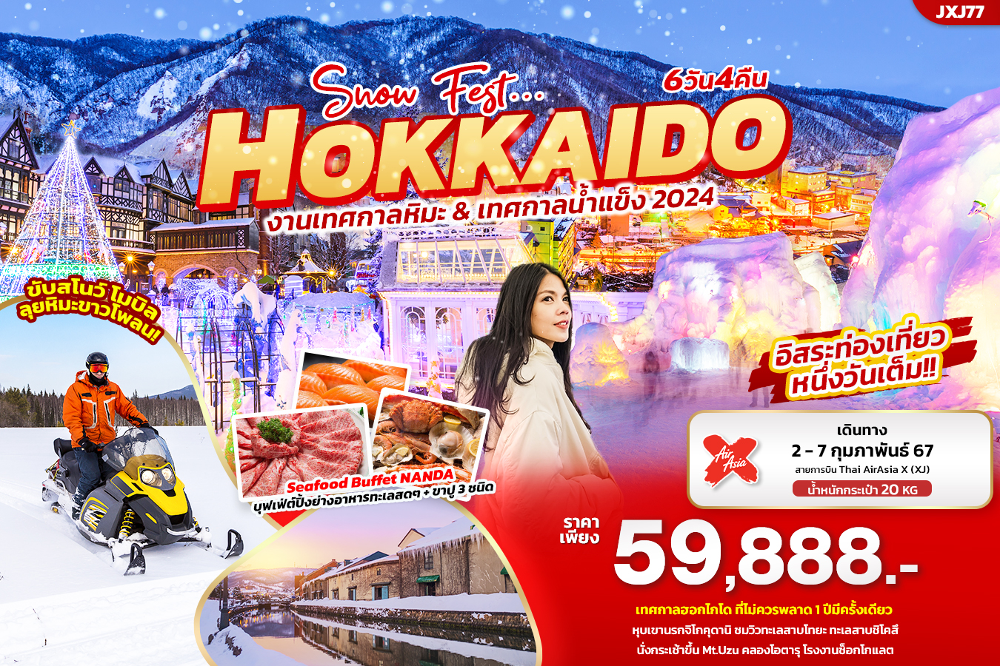 JXJ77
Snow Fest...
6วัน4คืน
HOKKAIDO
งานเทศกาลหิมะ & เทศกาลน้ำแข็ง 2024
ขับสโนว์ โมบิล
ลุยหิมะขาวโพลน!
อิสระท่องเที่ยว
หนึ่งวันเต็ม!!
Seafood Buffet NANDA
บุฟเฟ่ต์ปิ้งย่างอาหารทะเลสดๆ + ขาปู 3 ชนิด
Air
Asia
เดินทาง
2 - 7 กุมภาพันธ์ 67
สายการบิน Thai AirAsia X (XJ)
น้ำหนักกระเป๋า 20 KG
ราคา
เพียง
59,888.-
เทศกาลฮอกไกโด ที่ไม่ควรพลาด 1 ปีมีครั้งเดียว
หุบเขานรกจิโกคุดานิ ชมวิวทะเลสาบโทยะ ทะเลสาบชิโคสึ
นั่งกระเช้าขึ้น Mt.Uzu คลองโอตารุ โรงงานช็อกโกแลต